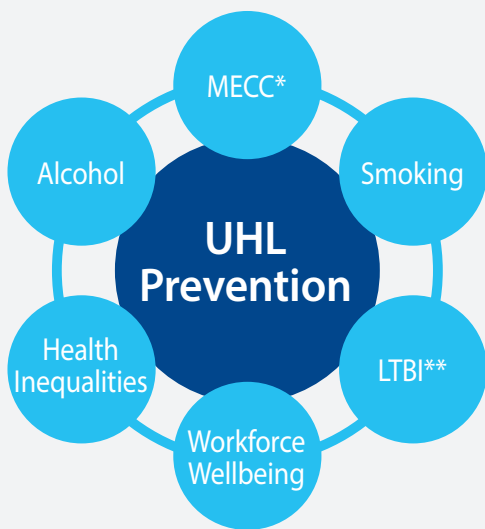 MECC*
Alcohol
Smoking
UHL
Prevention
Health
Inequalities
LTBI**
Workforce
Wellbeing